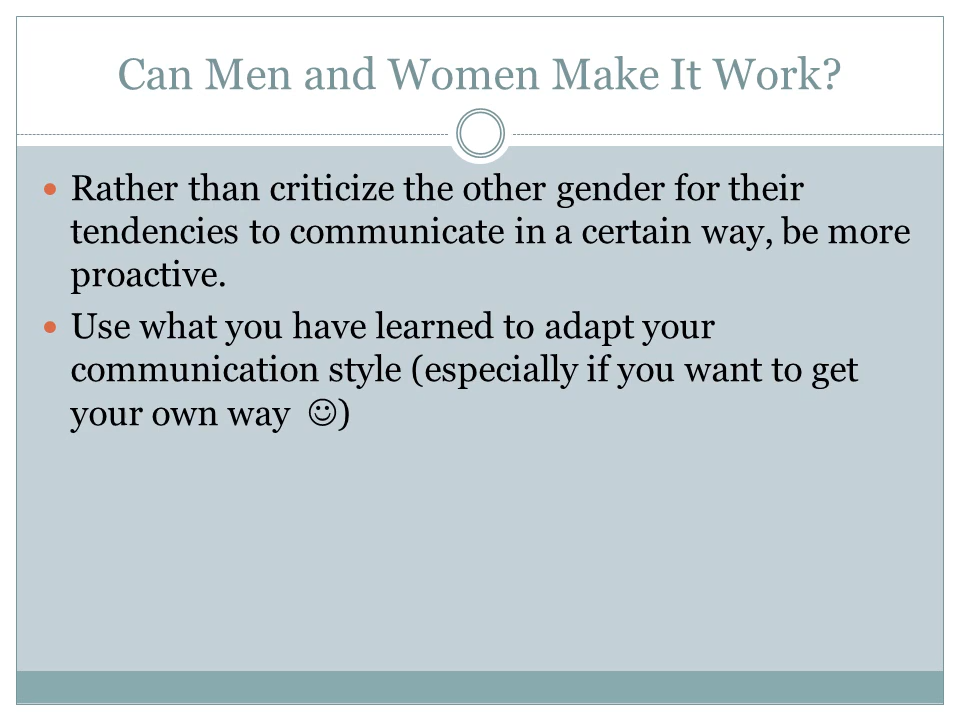 Can Men and Women Make It Work?
• Rather than criticize the other gender for their
tendencies to communicate in a certain way, be more
proactive.
• Use what you have learned to adapt your
communication style (especially if you want to get
your own way ☺)